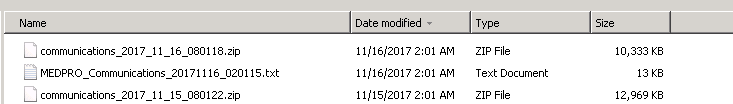 Name Date modified Type Size
communications_2017_11_16_080118.zip 11/16/2017 2:01 AM ZIP File 10,333 KB
MEDPRO_Communications_20171116_020115.txt 11/16/2017 2:01 AM Text Document 13 KB
communications_2017_11_15_080122.zip 11/15/2017 2:01 AM ZIP File 12,969 KB